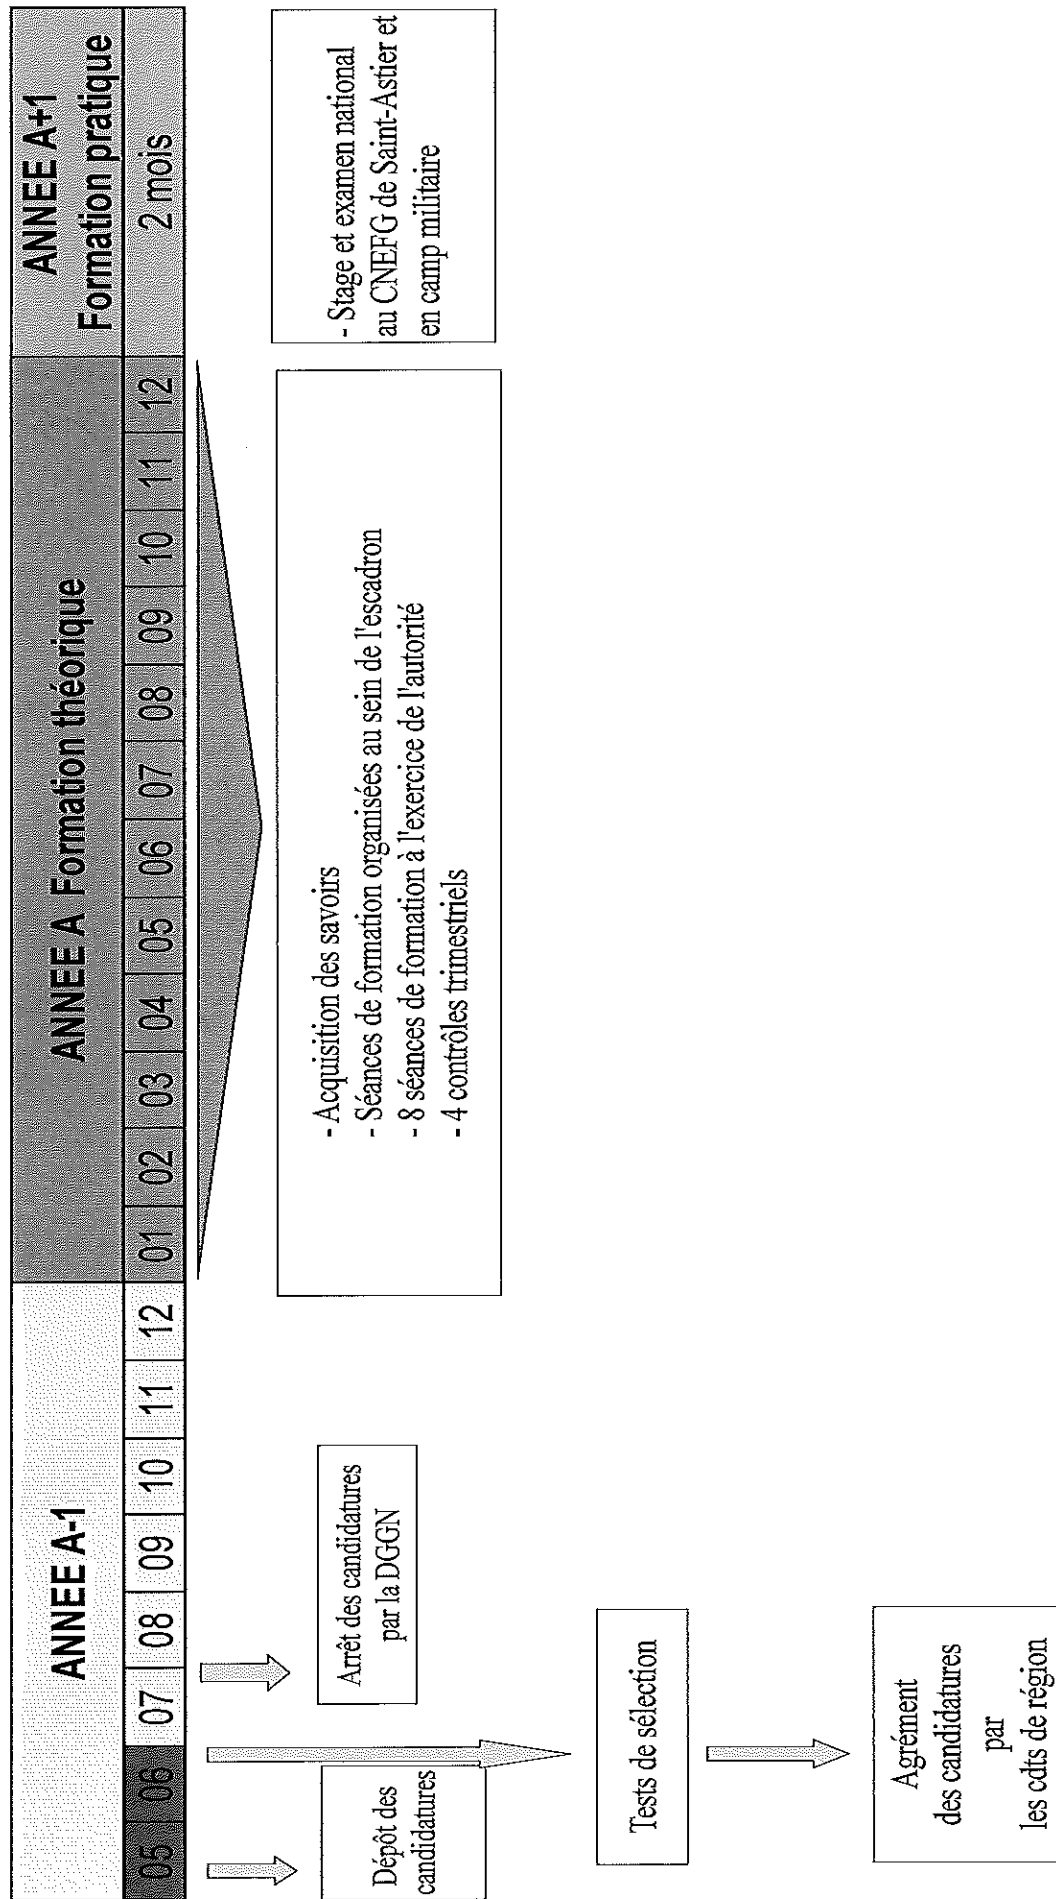 ANNEE A-1
ANNEE A Formation théorique
ANNEE A+1
Formation pratique
05 06 07 08 09 10 11 12 01 02 03 04 05 06 07 08 09 10 11 12 2 mois
Dépôt des
candidatures
Arrêt des candidatures
par la DGGN
- Acquisition des savoirs
- Séances de formation organisées au sein de l'escadron
- 8 séances de formation à l'exercice de l'autorité
- 4 contrôles trimestriels
- Stage et examen national
au CNEFG de Saint-Astier et
en camp militaire
Tests de sélection
Agrément
des candidatures
par
les cdts de région